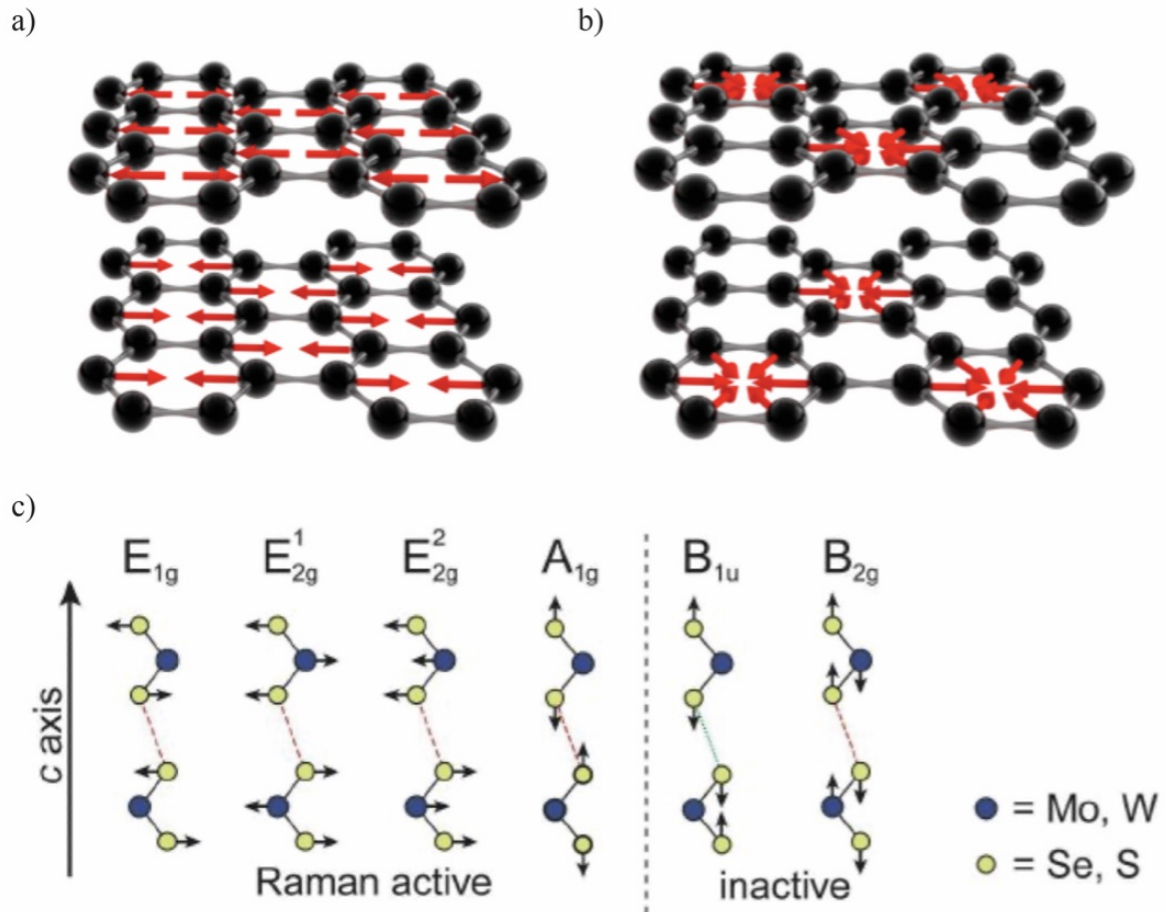 a)
b)
c)
E₁g E¹₂g E²₂g A₁g B₁u B₂g
c axis
= Mo, W
= Se, S
Raman active
inactive